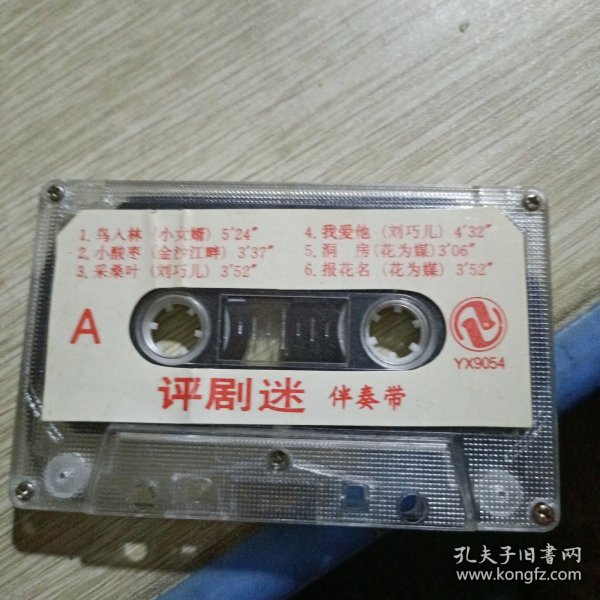 1. 鸟入林 (小女婿) 5'24"
2. 小酸枣 (金沙江畔) 3'37"
3. 采桑叶 (刘巧儿) 3'52"
4. 我爱他 (刘巧儿) 4'32"
5. 洞 房(花为媒)3'06"
6. 报花名 (花为媒) 3'52"
A
YX9054
评剧迷 伴奏带
孔夫子旧書网
www.kongfz.com